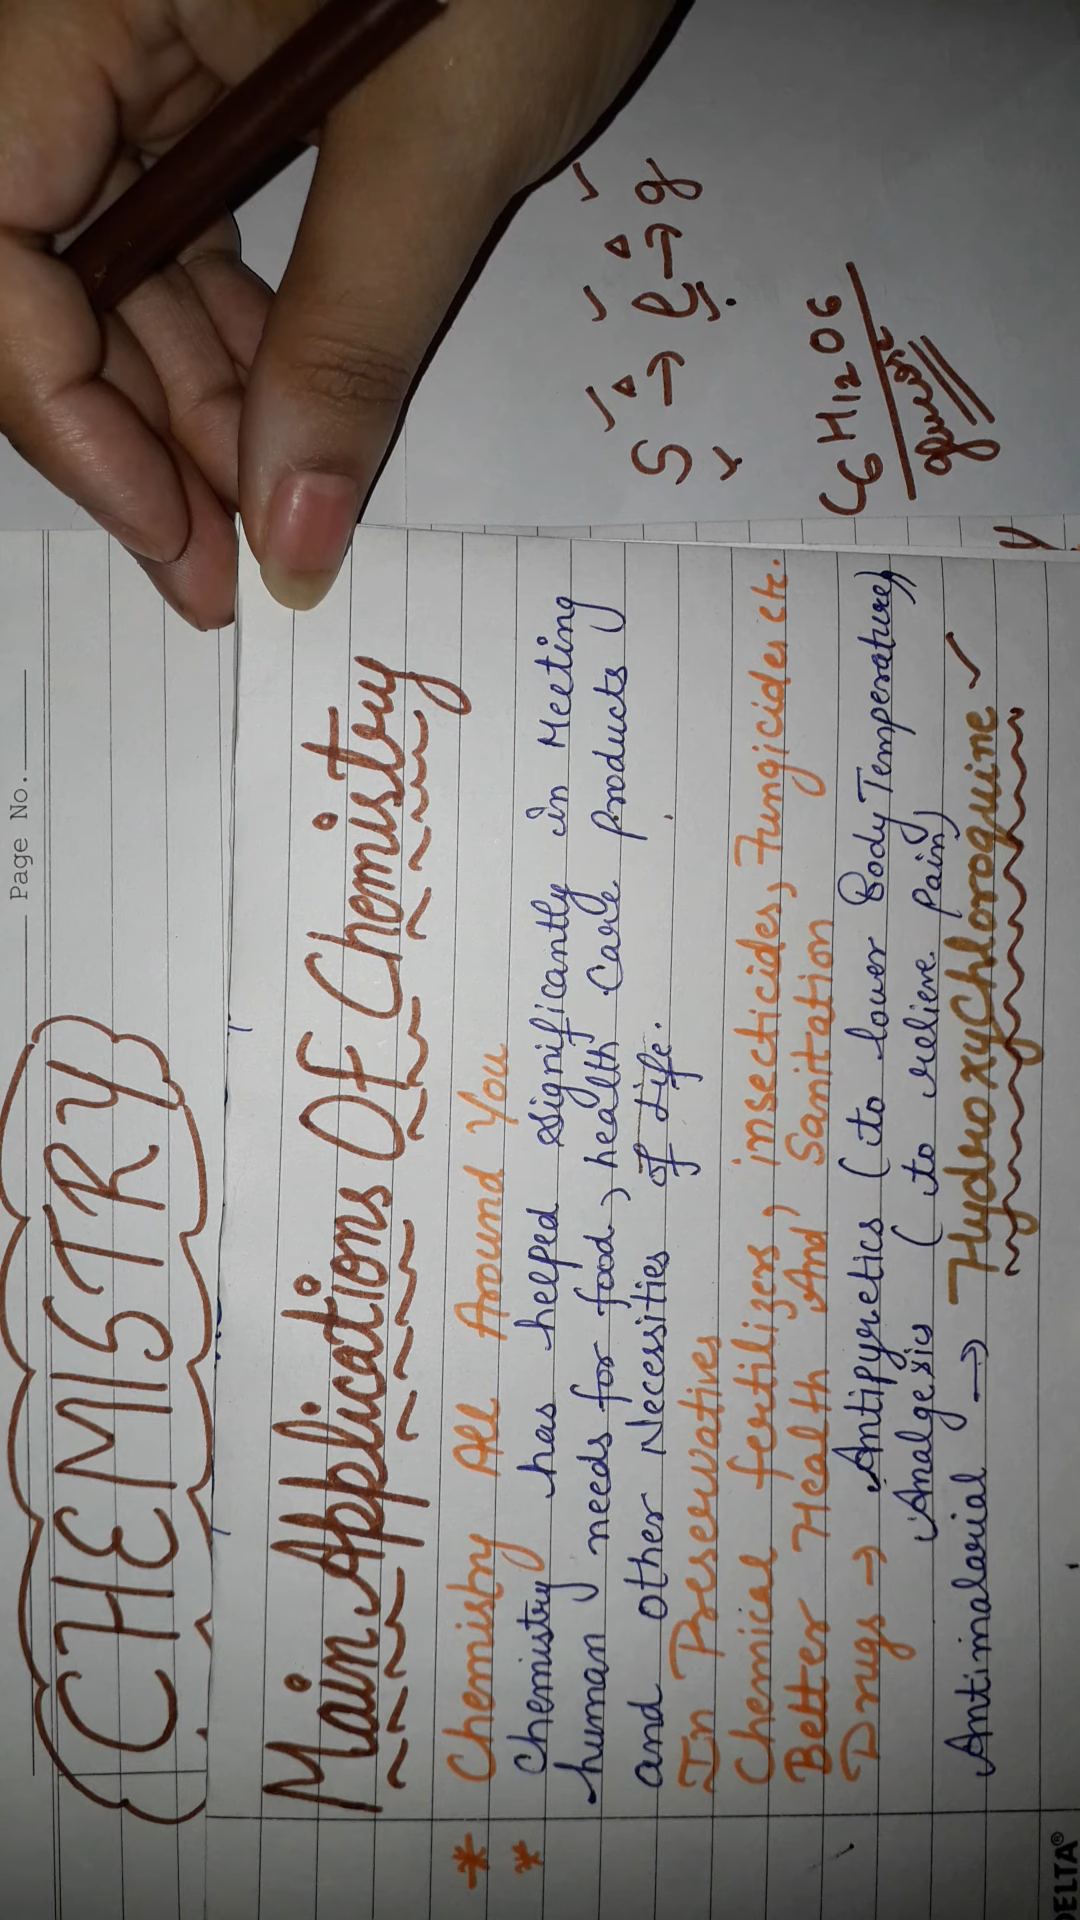 Page No.
CHEMISTRY
Main Applications Of Chemistry
* Chemistry All Around You
* Chemistry has helped significantly in Meeting
human needs for food, health care products
and other Necessities of Life.
In Preservatives
Chemical fertilizers, insecticides, Fungicides etc.
Better Health And Sanitation
Drugs → Antipyretics (to lower Body Temperature)
Analgesics (to relieve Pain)
Antimalarial → HydroxyChloroquine ✓
DELTA®
S →Δ l →Δ g
C6H12O6